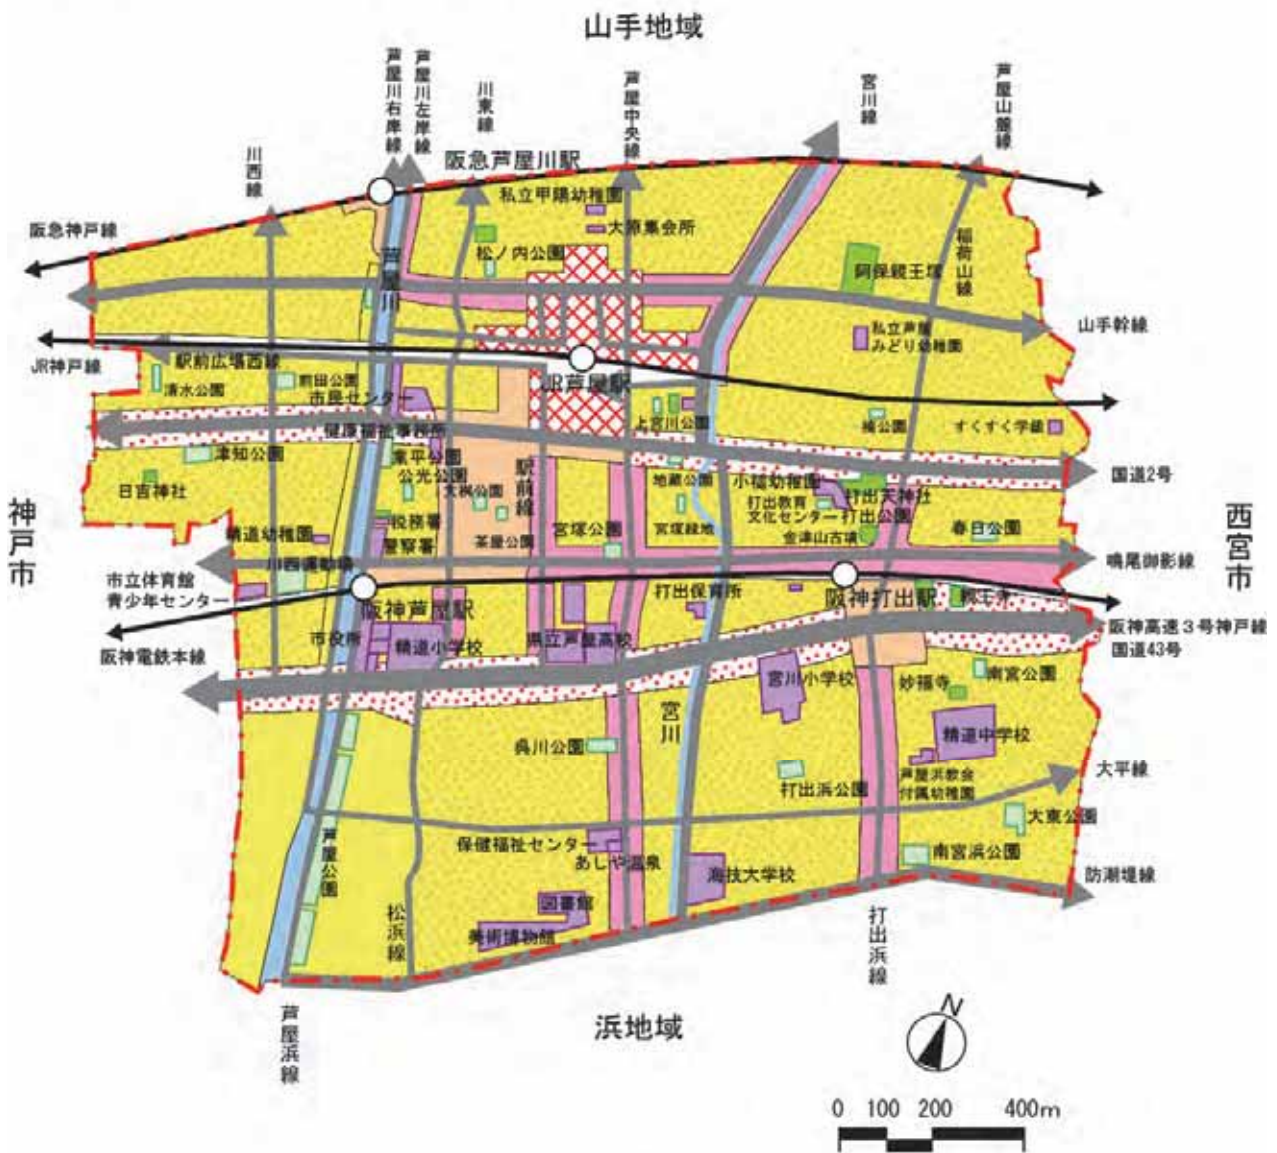 山手地域
芦屋川右岸線
芦屋川左岸線
川東線
芦屋中央線
宮川線
芦屋山麓線
川西線
阪急芦屋川駅
私立甲陽幼稚園
大原集会所
阪急神戸線
芦屋川
松ノ内公園
稲荷山線
阿保親王塚
山手幹線
私立芦屋
みどり幼稚園
JR神戸線
駅前広場西線
JR芦屋駅
清水公園
前田公園
市民センター
上宮川公園
楠公園
すくすく学級
健康福祉事務所
津知公園
業平公園
公光公園
駅前線
地蔵公園
小槌幼稚園
国道2号
日吉神社
大桝公園
打出教育
文化センター
打出天神社
打出公園
神戸市
西宮市
税務署
宮塚公園
宮塚緑地
春日公園
精道幼稚園
警察署
茶屋公園
金津山古墳
川西運動場
鳴尾御影線
市立体育館
青少年センター
阪神芦屋駅
打出保育所
阪神打出駅
親王寺
阪神高速3号神戸線
国道43号
阪神電鉄本線
市役所
精道小学校
県立芦屋高校
宮川小学校
妙福寺
南宮公園
宮川
呉川公園
精道中学校
芦屋浜教会
付属幼稚園
大平線
打出浜公園
大東公園
芦屋公園
保健福祉センター
あしや温泉
南宮浜公園
海技大学校
防潮堤線
図書館
美術博物館
松浜線
打出浜線
芦屋浜線
浜地域
N
0 100 200 400m